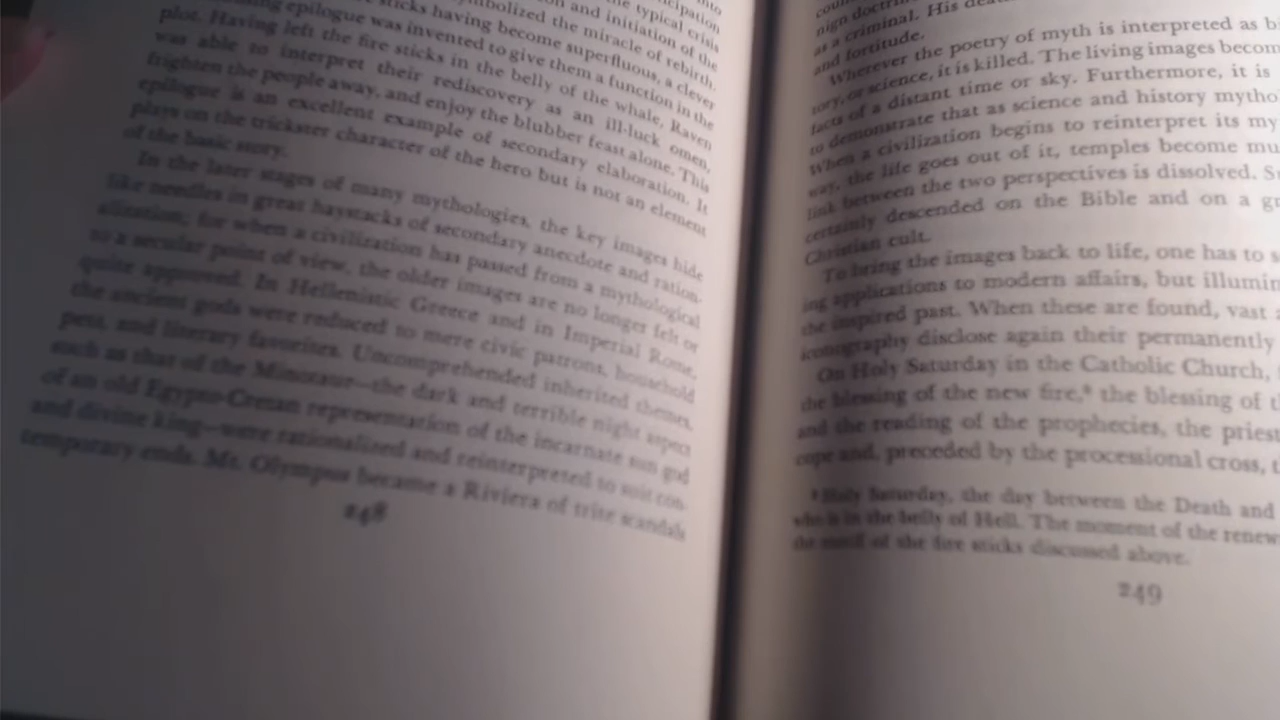 into
the typical crisis
and initiation of the
symbolized the miracle of rebirth.
sticks having become superfluous, a clever
epilogue was invented to give them a function in the
plot. Having left the fire sticks in the belly of the whale, Raven
was able to interpret their rediscovery as an ill-luck omen,
frighten the people away, and enjoy the blubber feast alone. This
epilogue is an excellent example of secondary elaboration. It
plays on the trickster character of the hero but is not an element
of the basic story.
In the later stages of many mythologies, the key images hide
like needles in great haystacks of secondary anecdote and ration-
alization; for when a civilization has passed from a mythological
to a secular point of view, the older images are no longer felt or
quite approved. In Hellenistic Greece and in Imperial Rome,
the ancient gods were reduced to mere civic patrons, household
pets, and literary favorites. Uncomprehended inherited themes,
such as that of the Minotaur—the dark and terrible night aspect
of an old Egypto-Cretan representation of the incarnate sun god
and divine king—were rationalized and reinterpreted to suit con-
temporary ends. Mt. Olympus became a Riviera of trite scandals
248
as a criminal. His
and fortitude.
Wherever the poetry of myth is interpreted as b
tory, or science, it is killed. The living images becom
facts of a distant time or sky. Furthermore, it is
to demonstrate that as science and history mytho
When a civilization begins to reinterpret its my
way, the life goes out of it, temples become mu
link between the two perspectives is dissolved. S
certainly descended on the Bible and on a gr
Christian cult.
To bring the images back to life, one has to s
ing applications to modern affairs, but illumin
the inspired past. When these are found, vast
iconography disclose again their permanently
On Holy Saturday in the Catholic Church,
the blessing of the new fire,* the blessing of t
and the reading of the prophecies, the priest
cope and, preceded by the processional cross, t
* Holy Saturday, the day between the Death and
who is in the belly of Hell. The moment of the renew
the motif of the fire sticks discussed above.
249